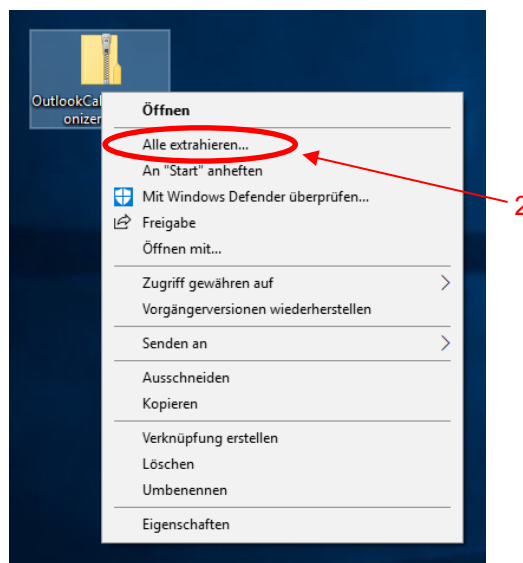 OutlookCal
onizer
Öffnen
Alle extrahieren...
An "Start" anheften
2
Mit Windows Defender überprüfen...
Freigabe
Öffnen mit...
Zugriff gewähren auf
Vorgängerversionen wiederherstellen
Senden an
Ausschneiden
Kopieren
Verknüpfung erstellen
Löschen
Umbenennen
Eigenschaften